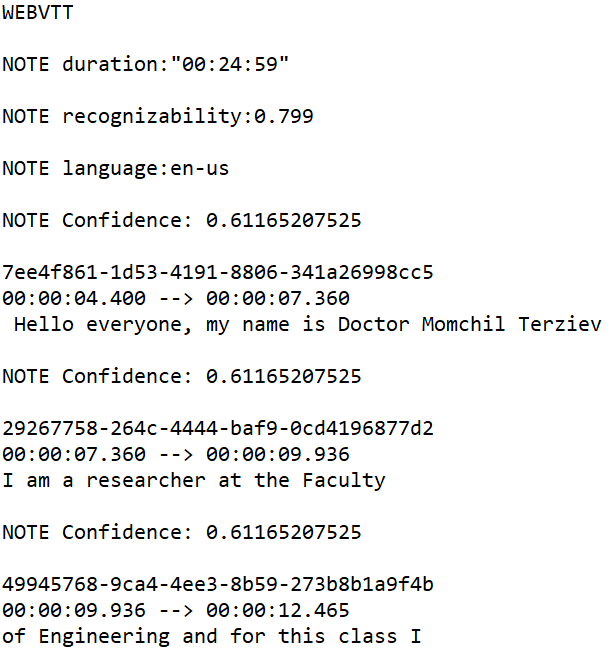 WEBVTT
NOTE duration:"00:24:59"
NOTE recognizability:0.799
NOTE language:en-us
NOTE Confidence: 0.61165207525
7ee4f861-1d53-4191-8806-341a26998cc5
00:00:04.400 --> 00:00:07.360
Hello everyone, my name is Doctor Momchil Terziev
NOTE Confidence: 0.61165207525
29267758-264c-4444-baf9-0cd4196877d2
00:00:07.360 --> 00:00:09.936
I am a researcher at the Faculty
NOTE Confidence: 0.61165207525
49945768-9ca4-4ee3-8b59-273b8b1a9f4b
00:00:09.936 --> 00:00:12.465
of Engineering and for this class I